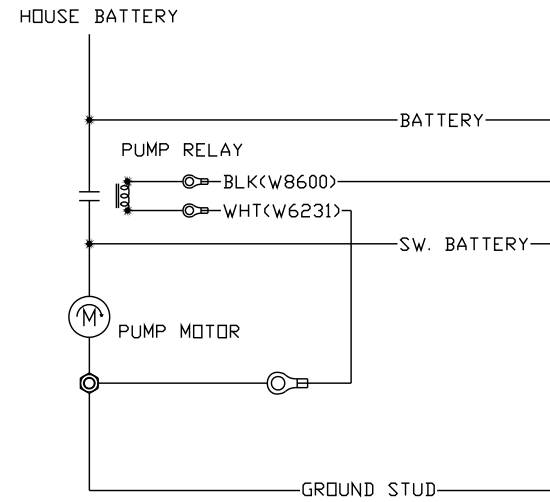 HOUSE BATTERY
BATTERY
PUMP RELAY
BLK(W8600)
WHT(W6231)
SW. BATTERY
M
PUMP MOTOR
GROUND STUD